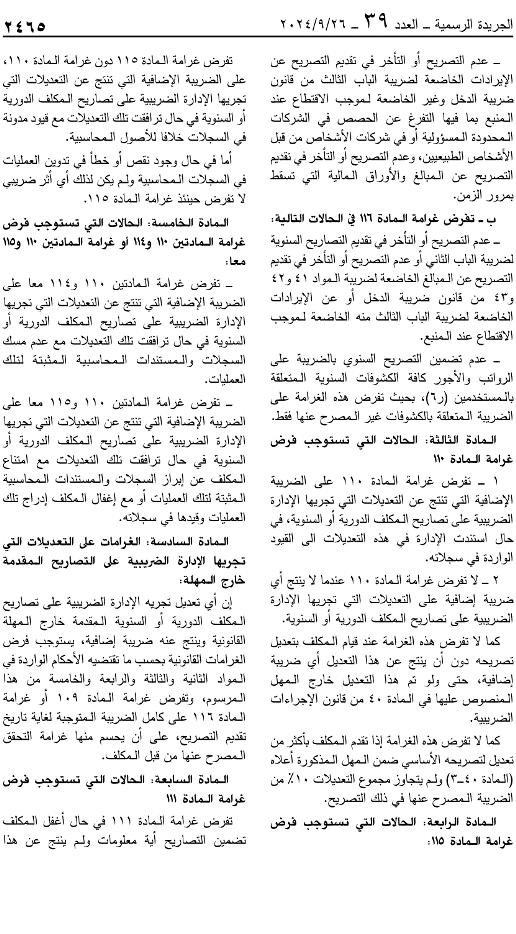 الجريدة الرسمية ـ العدد ٣٩ ـ ٢٠٢٤/٩/٢٦
٢٤٦٥
ـ عدم التصريح أو التأخر في تقديم التصريح عن
الإيرادات الخاضعة لضريبة الباب الثالث من قانون
ضريبة الدخل وغير الخاضعة لموجب الاقتطاع عند
المنبع بما فيها التفرغ عن الحصص في الشركات
المحدودة المسؤولية أو في شركات الأشخاص من قبل
الأشخاص الطبيعيين، وعدم التصريح أو التأخر في تقديم
التصريح عن المبالغ والأوراق المالية التي تسقط
بمرور الزمن.
ب ـ تفرض غرامة المادة ١١٦ في الحالات التالية:
ـ عدم التصريح أو التأخر في تقديم التصاريح السنوية
لضريبة الباب الثاني أو عدم التصريح أو التأخر في تقديم
التصريح عن المبالغ الخاضعة لضريبة المواد ٤١ و٤٢
و٤٣ من قانون ضريبة الدخل أو عن الإيرادات
الخاضعة لضريبة الباب الثالث منه الخاضعة لموجب
الاقتطاع عند المنبع.
ـ عدم تضمين التصريح السنوي بالضريبة على
الرواتب والأجور كافة الكشوفات السنوية المتعلقة
بالمستخدمين (ر٦)، بحيث تفرض هذه الغرامة على
الضريبة المتعلقة بالكشوفات غير المصرح عنها فقط.
المادة الثالثة: الحالات التي تستوجب فرض
غرامة المادة ١١٠
١ ـ تفرض غرامة المادة ١١٠ على الضريبة
الإضافية التي تنتج عن التعديلات التي تجريها الإدارة
الضريبية على تصاريح المكلف الدورية أو السنوية، في
حال استندت الإدارة في هذه التعديلات الى القيود
الواردة في سجلاته.
٢ ـ لا تفرض غرامة المادة ١١٠ عندما لا ينتج أي
ضريبة إضافية على التعديلات التي تجريها الإدارة
الضريبية على تصاريح المكلف الدورية أو السنوية.
كما لا تفرض هذه الغرامة عند قيام المكلف بتعديل
تصريحه دون أن ينتج عن هذا التعديل أي ضريبة
إضافية، حتى ولو تم هذا التعديل خارج المهل
المنصوص عليها في المادة ٤٠ من قانون الإجراءات
الضريبية.
كما لا تفرض هذه الغرامة إذا تقدم المكلف بأكثر من
تعديل لتصريحه الأساسي ضمن المهل المذكورة أعلاه
(المادة ٤٠-٣) ولم يتجاوز مجموع التعديلات ١٠٪ من
الضريبة المصرح عنها في ذلك التصريح.
المادة الرابعة: الحالات التي تستوجب فرض
غرامة المادة ١١٥:
تفرض غرامة المادة ١١٥ دون غرامة المادة ١١٠،
على الضريبة الإضافية التي تنتج عن التعديلات التي
تجريها الإدارة الضريبية على تصاريح المكلف الدورية
أو السنوية في حال ترافقت تلك التعديلات مع قيود مدونة
في السجلات خلافا للأصول المحاسبية.
أما في حال وجود نقص أو خطأ في تدوين العمليات
في السجلات المحاسبية ولم يكن لذلك أي أثر ضريبي
لا تفرض حينئذ غرامة المادة ١١٥.
المادة الخامسة: الحالات التي تستوجب فرض
غرامة المادتين ١١٠ و١١٤ او غرامة المادتين ١١٠ و١١٥
معا:
ـ تفرض غرامة المادتين ١١٠ و١١٤ معا على
الضريبة الإضافية التي تنتج عن التعديلات التي تجريها
الإدارة الضريبية على تصاريح المكلف الدورية أو
السنوية في حال ترافقت تلك التعديلات مع عدم مسك
السجلات والمستندات المحاسبية المثبتة لتلك
العمليات.
ـ تفرض غرامة المادتين ١١٠ و١١٥ معا على
الضريبة الإضافية التي تنتج عن التعديلات التي تجريها
الإدارة الضريبية على تصاريح المكلف الدورية أو
السنوية في حال ترافقت تلك التعديلات مع امتناع
المكلف عن إبراز السجلات والمستندات المحاسبية
المثبتة لتلك العمليات أو مع إغفال المكلف إدراج تلك
العمليات وقيدها في سجلاته.
المادة السادسة: الغرامات على التعديلات التي
تجريها الإدارة الضريبية على التصاريح المقدمة
خارج المهلة:
إن أي تعديل تجريه الإدارة الضريبية على تصاريح
المكلف الدورية أو السنوية المقدمة خارج المهلة
القانونية وينتج عنه ضريبة إضافية، يستوجب فرض
الغرامات القانونية بحسب ما تقتضيه الأحكام الواردة في
المواد الثانية والثالثة والرابعة والخامسة من هذا
المرسوم، وتفرض غرامة المادة ١٠٩ أو غرامة
المادة ١١٦ على كامل الضريبة المتوجبة لغاية تاريخ
تقديم التصريح، على أن يحسم منها غرامة التحقق
المصرح عنها من قبل المكلف.
المادة السابعة: الحالات التي تستوجب فرض
غرامة المادة ١١١
تفرض غرامة المادة ١١١ في حال أغفل المكلف
تضمين التصاريح أية معلومات ولم ينتج عن هذا